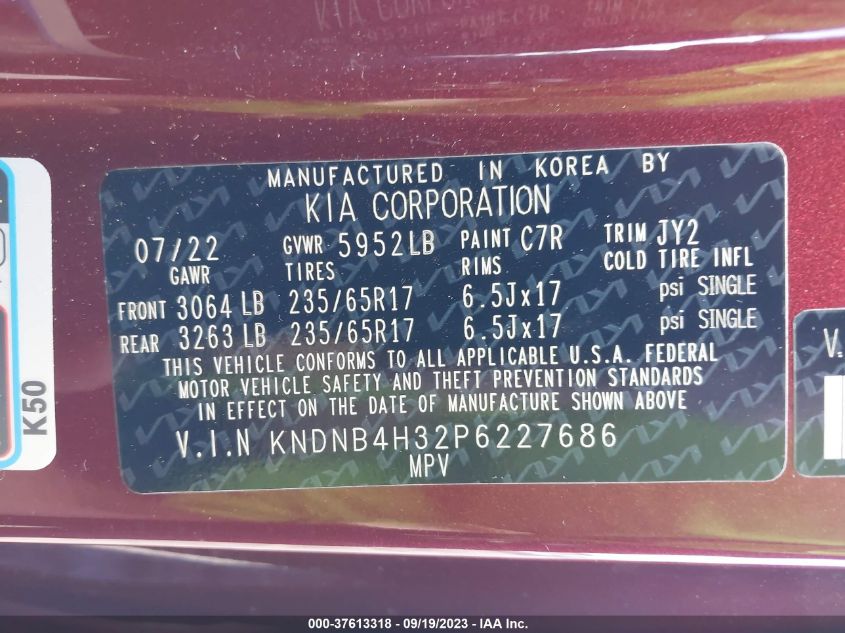 MANUFACTURED IN KOREA BY
KIA CORPORATION
07/22 GVWR 5952LB PAINT C7R TRIM JY2
GAWR TIRES RIMS COLD TIRE INFL
FRONT 3064 LB 235/65R17 6.5Jx17 psi SINGLE
REAR 3263 LB 235/65R17 6.5Jx17 psi SINGLE
THIS VEHICLE CONFORMS TO ALL APPLICABLE U.S.A. FEDERAL
MOTOR VEHICLE SAFETY AND THEFT PREVENTION STANDARDS
IN EFFECT ON THE DATE OF MANUFACTURE SHOWN ABOVE
V.I.N KNDNB4H32P6227686
MPV
K50
V.
000-37613318 - 09/19/2023 - IAA Inc.